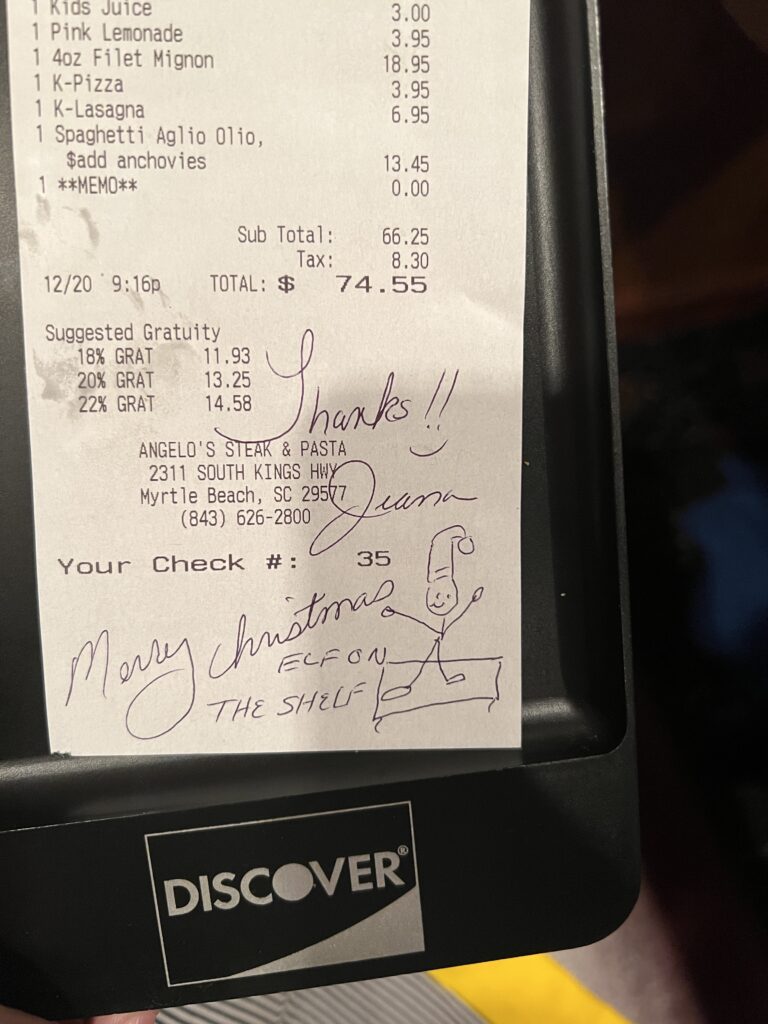 1 Kids Juice 3.00
1 Pink Lemonade 3.95
1 4oz Filet Mignon 18.95
1 K-Pizza 3.95
1 K-Lasagna 6.95
1 Spaghetti Aglio Olio,
$add anchovies 13.45
1 **MEMO** 0.00
Sub Total: 66.25
Tax: 8.30
12/20 9:16p TOTAL: $ 74.55
Suggested Gratuity
18% GRAT 11.93
20% GRAT 13.25
22% GRAT 14.58
Thanks!!
ANGELO'S STEAK & PASTA
2311 SOUTH KINGS HWY
Myrtle Beach, SC 29577
(843) 626-2800
Your Check #: 35
Merry Christmas
ELF ON
THE SHELF
DISCOVER®